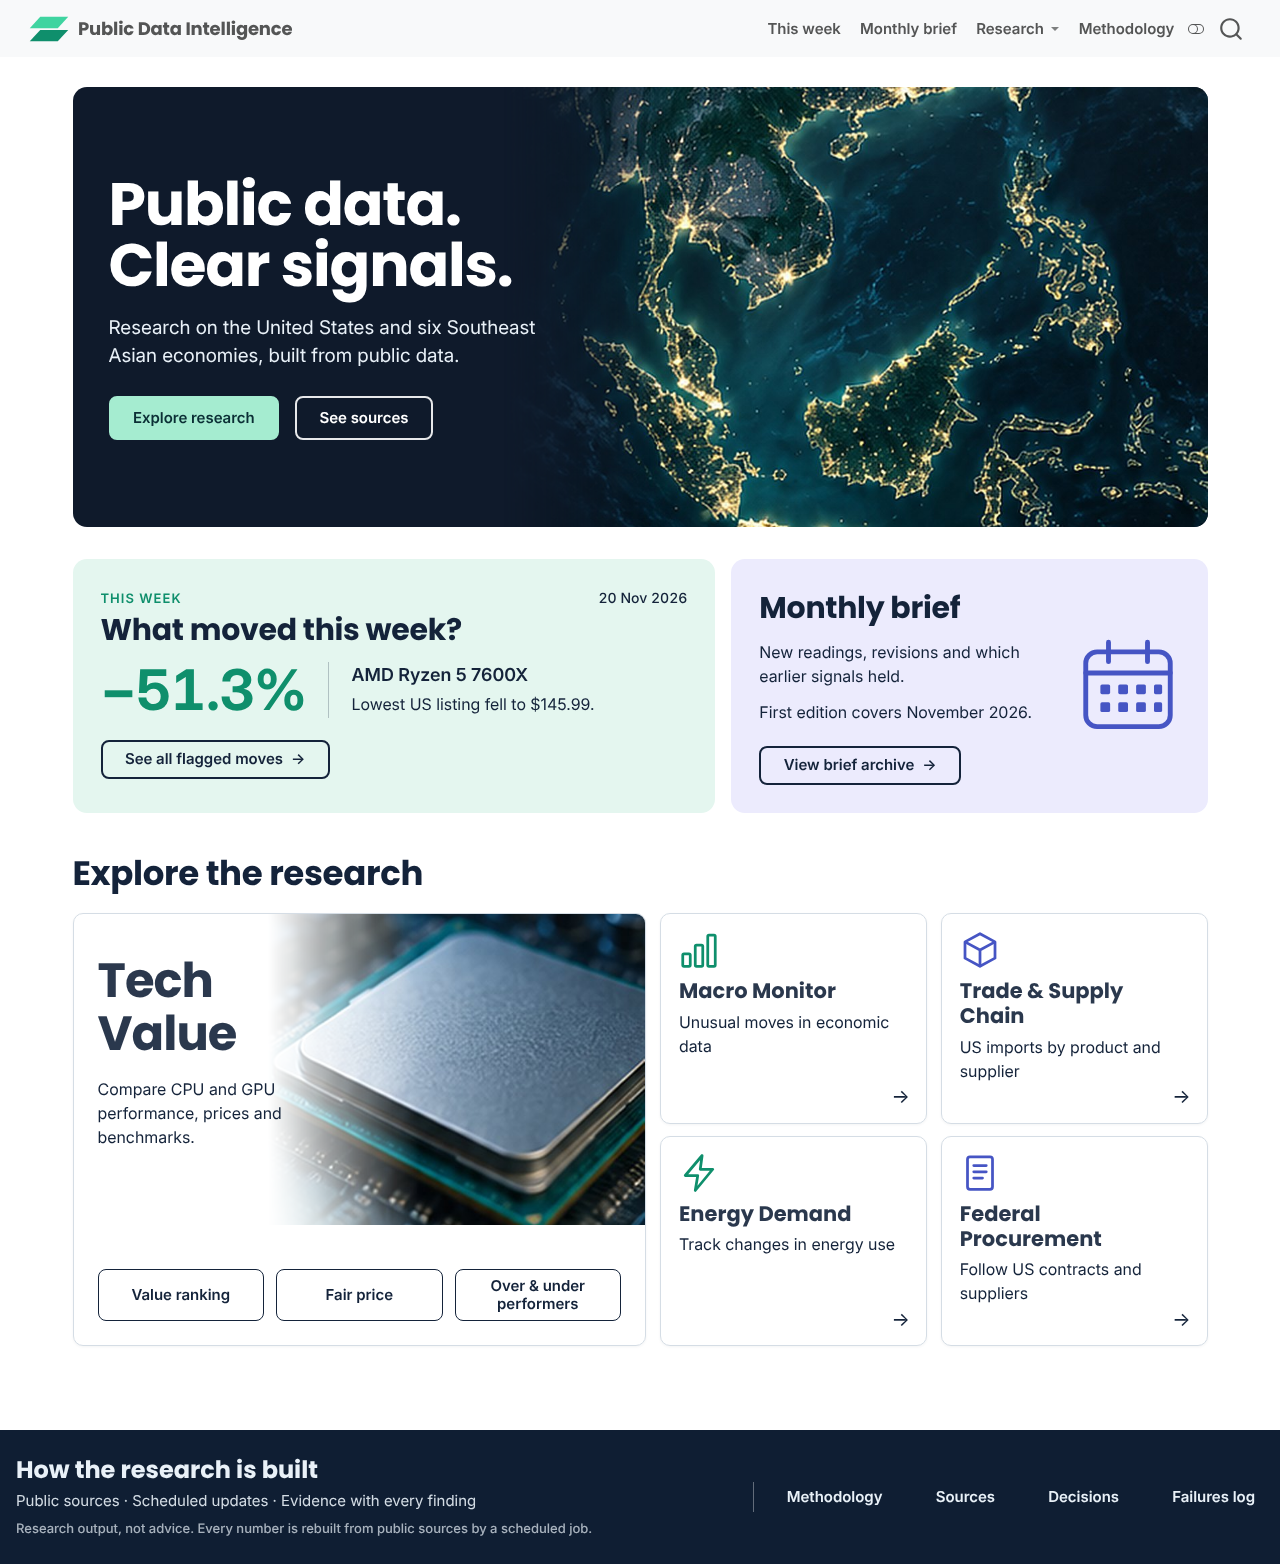 Public Data Intelligence
This week
Monthly brief
Research
Methodology
Public data.
Clear signals.
Research on the United States and six Southeast
Asian economies, built from public data.
Explore research
See sources
THIS WEEK
20 Nov 2026
What moved this week?
−51.3%
AMD Ryzen 5 7600X
Lowest US listing fell to $145.99.
See all flagged moves →
Monthly brief
New readings, revisions and which
earlier signals held.
First edition covers November 2026.
View brief archive →
Explore the research
Tech
Value
Compare CPU and GPU
performance, prices and
benchmarks.
Value ranking
Fair price
Over & under
performers
Macro Monitor
Unusual moves in economic
data
→
Trade & Supply
Chain
US imports by product and
supplier
→
Energy Demand
Track changes in energy use
→
Federal
Procurement
Follow US contracts and
suppliers
→
How the research is built
Public sources · Scheduled updates · Evidence with every finding
Research output, not advice. Every number is rebuilt from public sources by a scheduled job.
Methodology
Sources
Decisions
Failures log